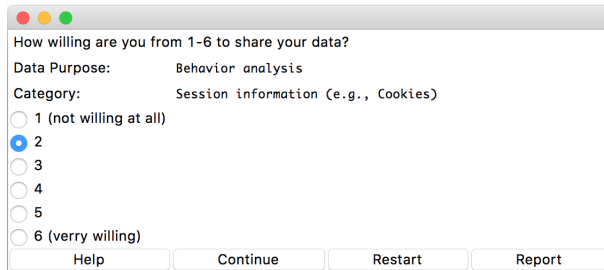 How willing are you from 1-6 to share your data?
Data Purpose: Behavior analysis
Category: Session information (e.g., Cookies)
1 (not willing at all)
2
3
4
5
6 (verry willing)
Help Continue Restart Report